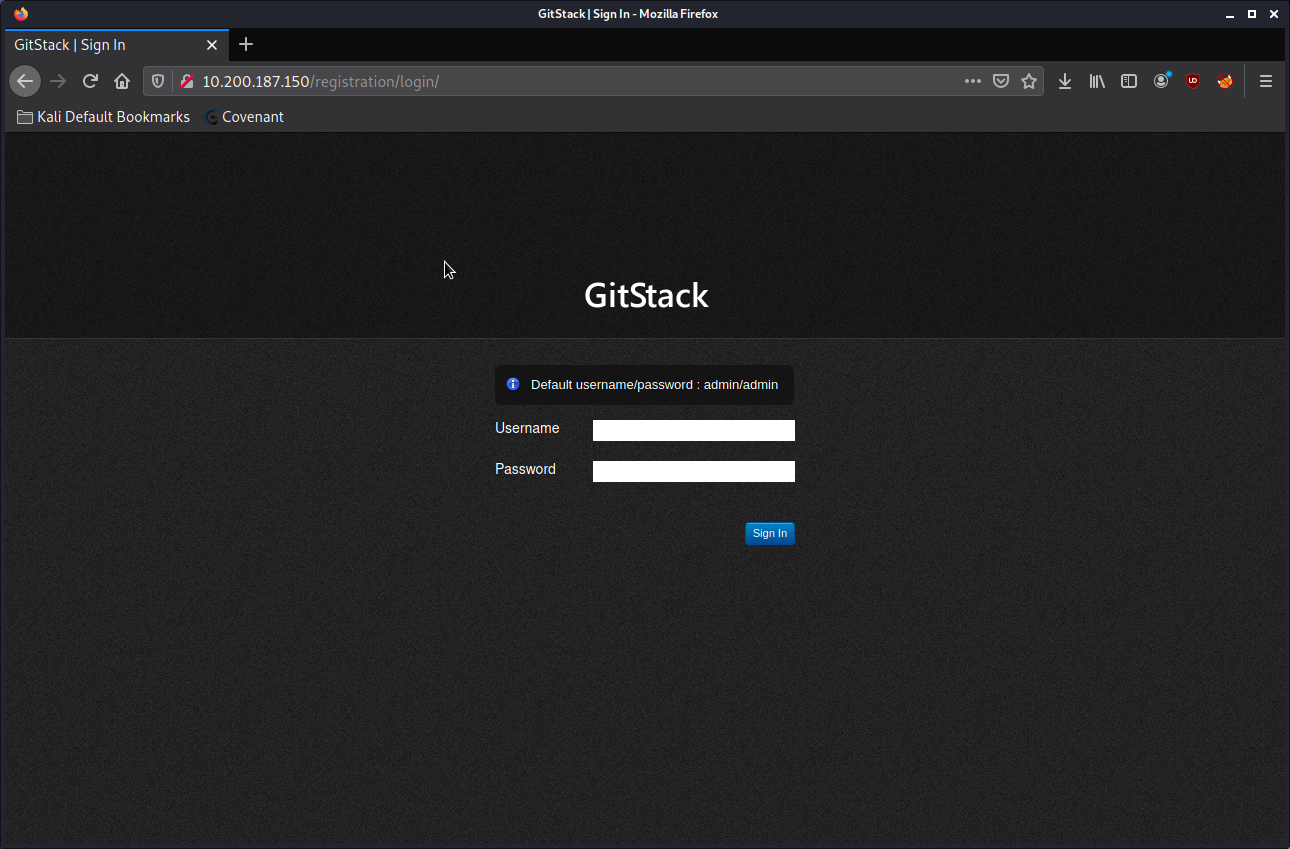 GitStack | Sign In - Mozilla Firefox
GitStack | Sign In
10.200.187.150/registration/login/
Kali Default Bookmarks
Covenant
GitStack
Default username/password : admin/admin
Username
Password
Sign In